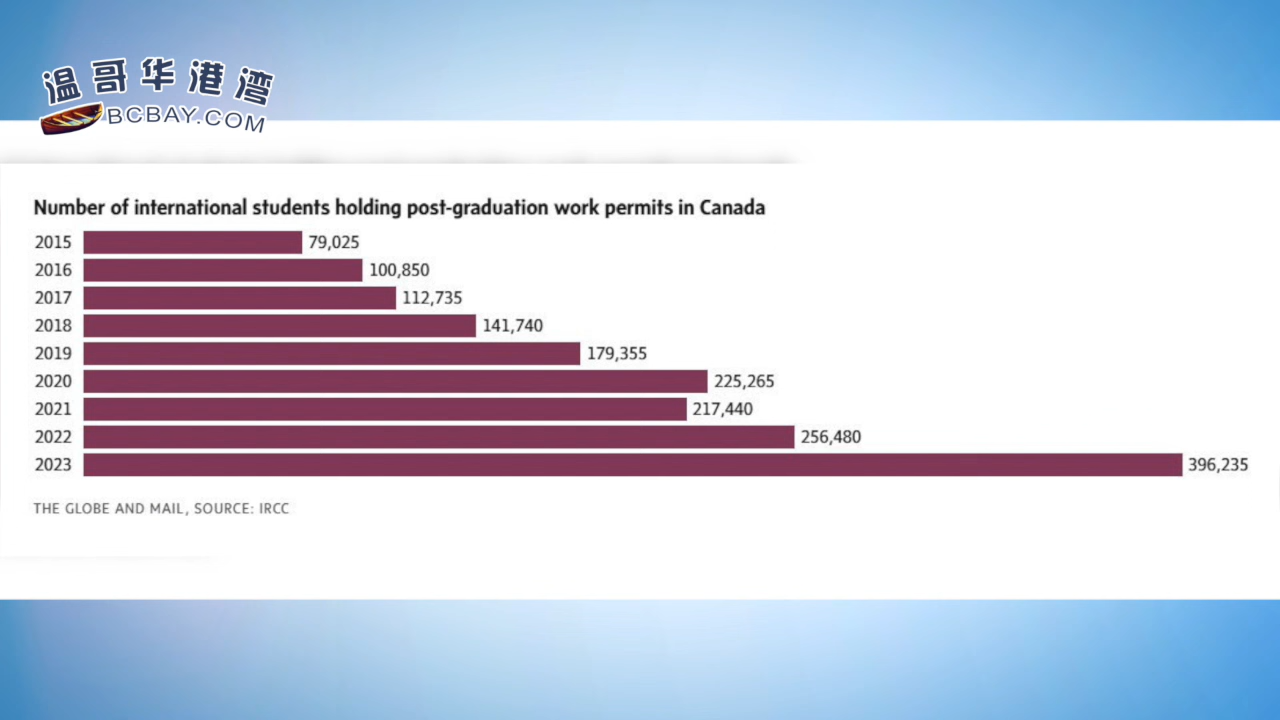 温哥华港湾
BCBAY.COM
Number of international students holding post-graduation work permits in Canada
2015 79,025
2016 100,850
2017 112,735
2018 141,740
2019 179,355
2020 225,265
2021 217,440
2022 256,480
2023 396,235
THE GLOBE AND MAIL, SOURCE: IRCC